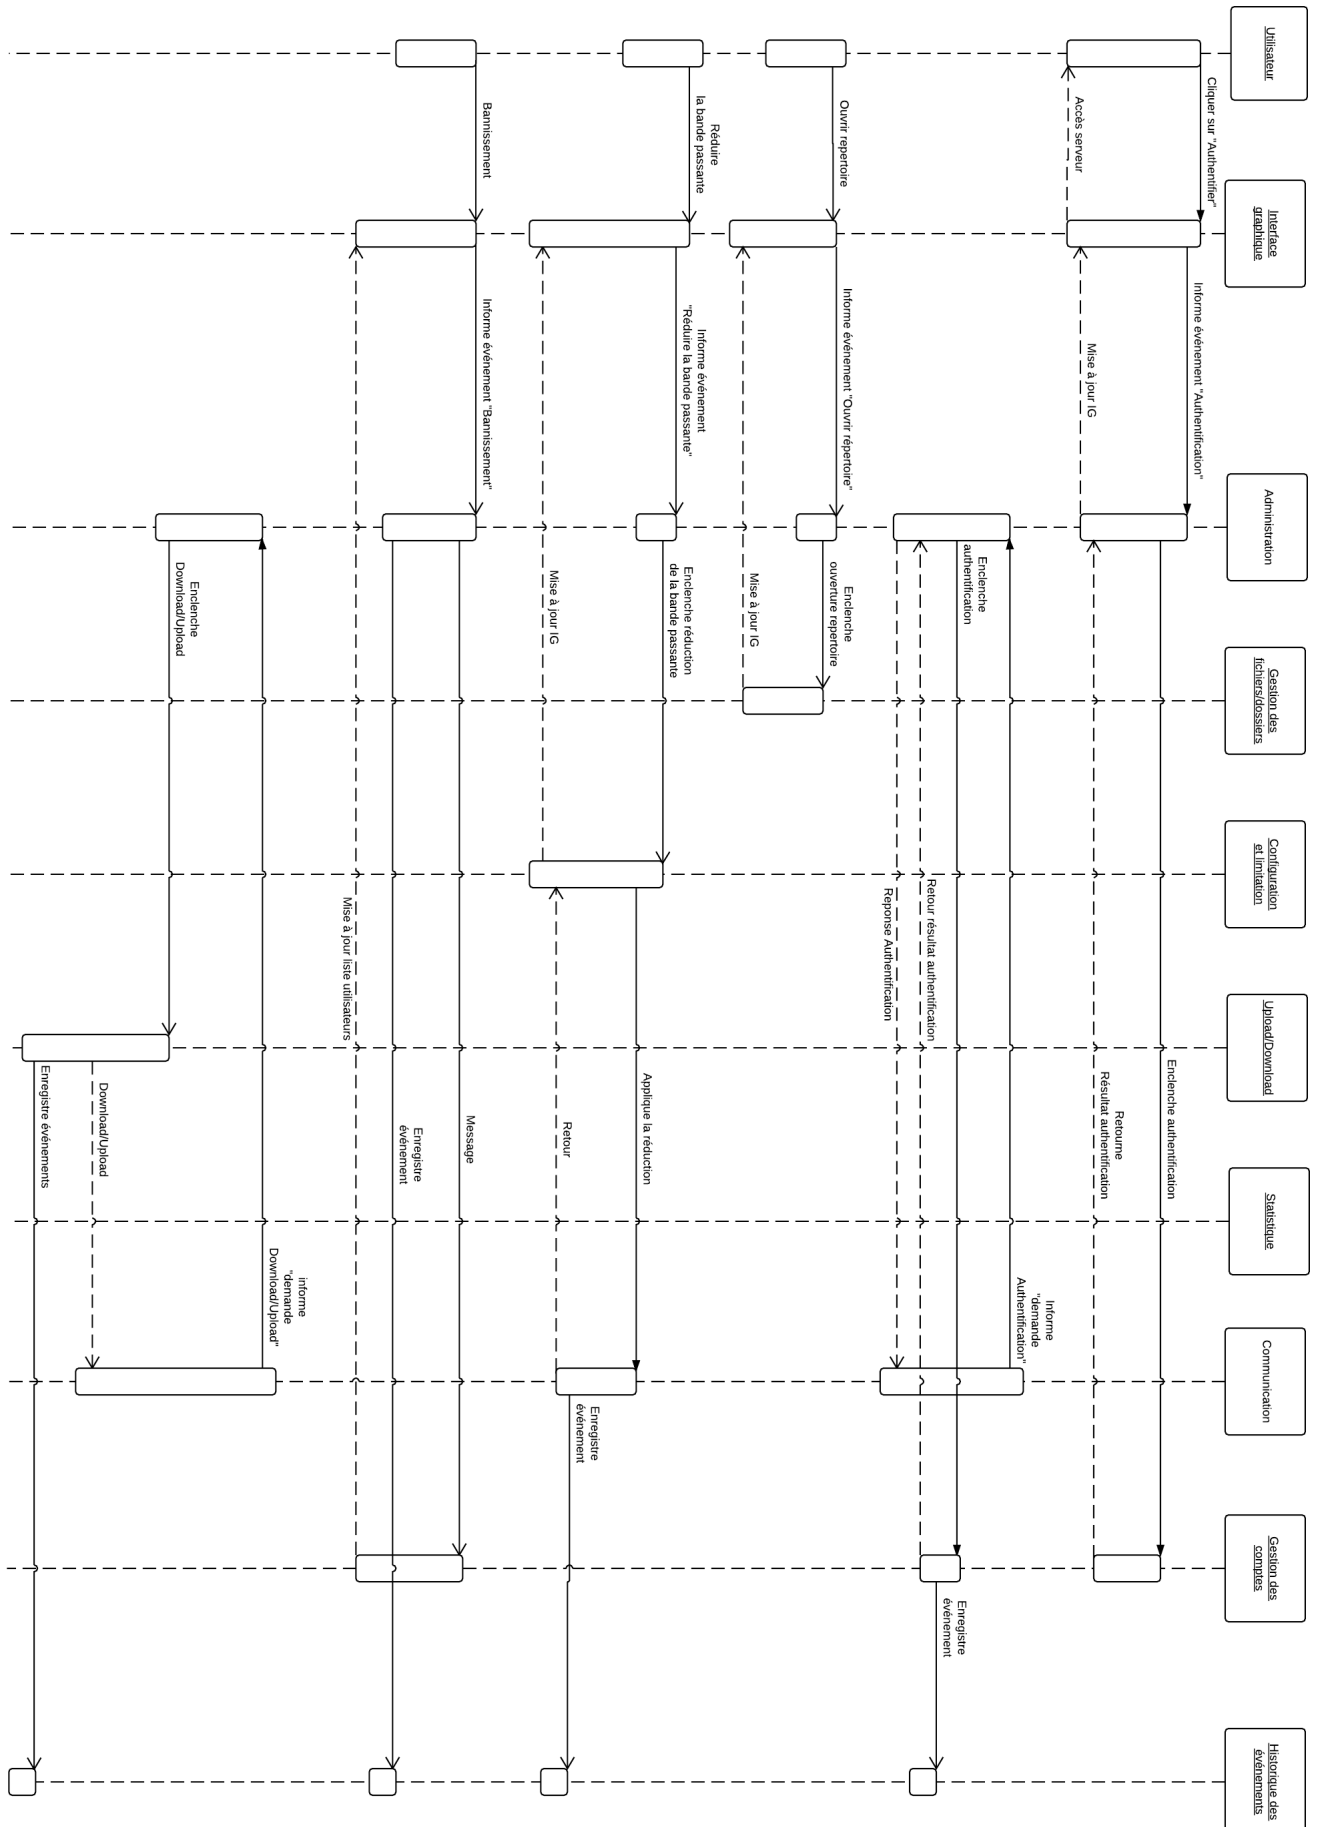 Utilisateur
Interface
graphique
Administration
Gestion des
fichiers/dossiers
Configuration
et limitation
Upload/Download
Statistique
Communication
Gestion des
comptes
Historique des
événements
Cliquer sur "Authentifier"
Informe événement "Authentification"
Enclenche authentification
Retourne
Résultat authentification
Mise à jour IG
Accès serveur
Informe
"demande
Authentification"
Enclenche
authentification
Enregistre
événement
Retour résultat authentification
Reponse Authentification
Ouvrir repertoire
Informe événement "Ouvrir répertoire"
Enclenche
ouverture repertoire
Mise à jour IG
Réduire
la bande passante
Informe événement
"Réduire la bande passante"
Enclenche réduction
de la bande passante
Applique la réduction
Enregistre
événement
Retour
Mise à jour IG
Bannissement
Informe événement "Bannissement"
Message
Enregistre
événement
Mise à jour liste utilisateurs
informe
"demande
Download/Upload"
Enclenche
Download/Upload
Download/Upload
Enregistre événements